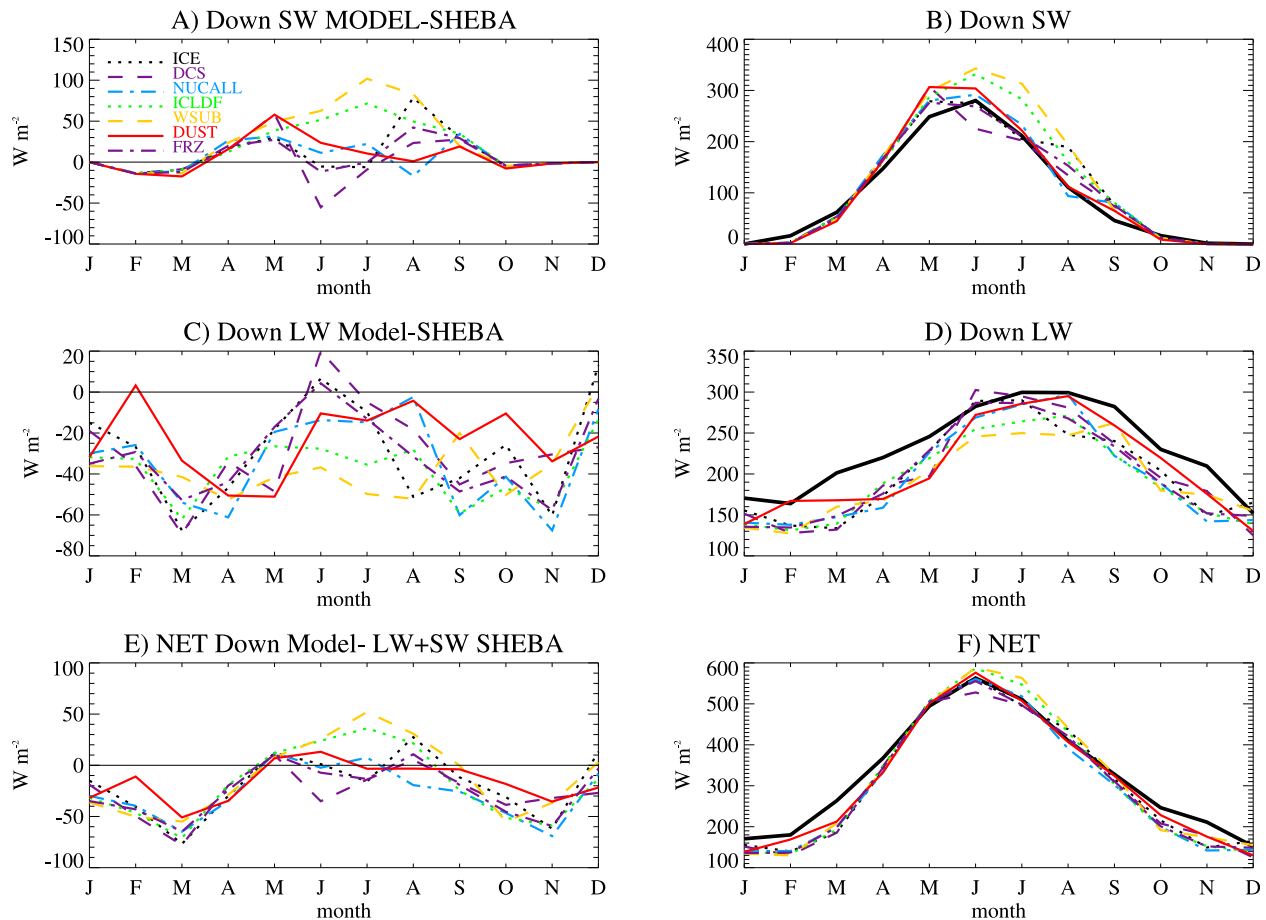 A) Down SW MODEL-SHEBA
150
100
50
0
-50
-100
W m-2
ICE
DCS
NUCALL
ICLDF
WSUB
DUST
FRZ
J F M A M J J A S O N D
month
B) Down SW
400
300
200
100
0
W m-2
J F M A M J J A S O N D
month
C) Down LW Model-SHEBA
20
0
-20
-40
-60
-80
W m-2
J F M A M J J A S O N D
month
D) Down LW
350
300
250
200
150
100
W m-2
J F M A M J J A S O N D
month
E) NET Down Model- LW+SW SHEBA
100
50
0
-50
-100
W m-2
J F M A M J J A S O N D
month
F) NET
600
500
400
300
200
100
W m-2
J F M A M J J A S O N D
month